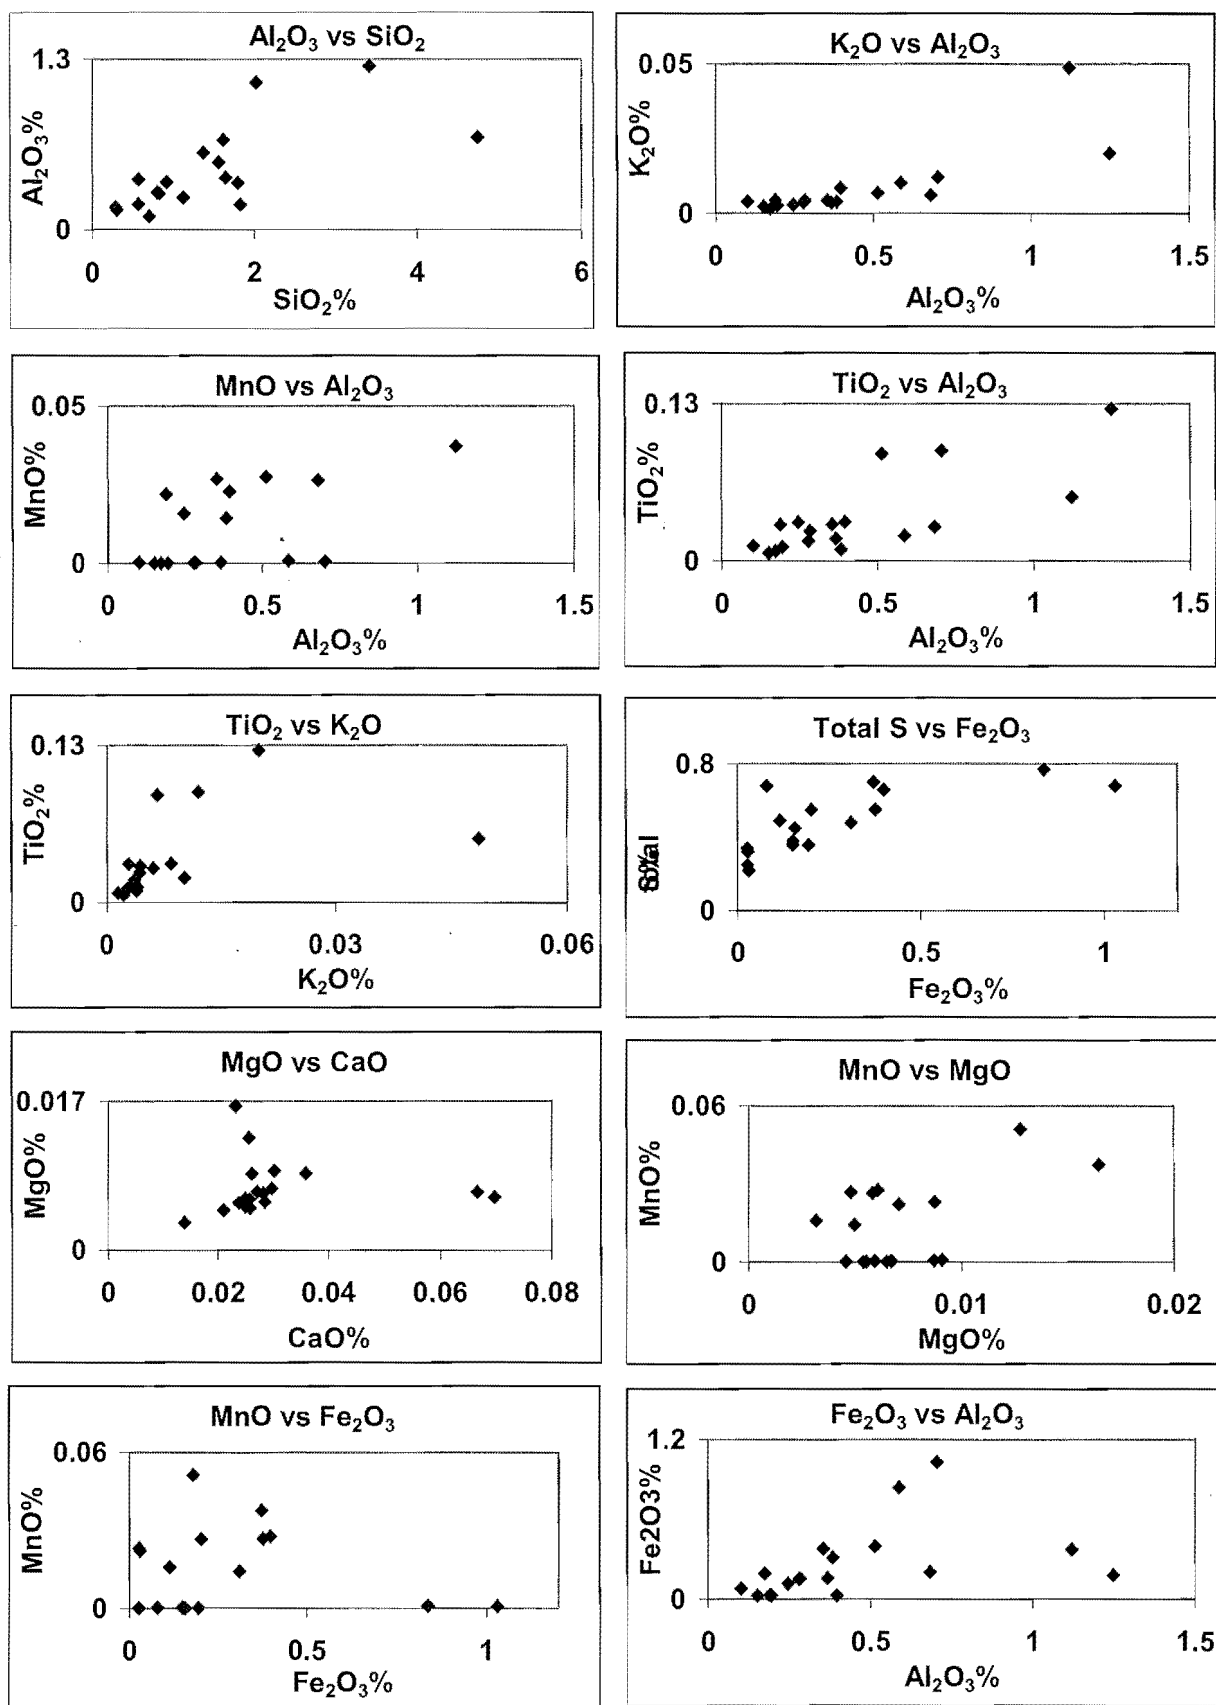 Al₂O₃ vs SiO₂
1.3
Al₂O₃%
0
0 2 4 6
SiO₂%
K₂O vs Al₂O₃
0.05
K₂O%
0
0 0.5 1 1.5
Al₂O₃%
MnO vs Al₂O₃
0.05
MnO%
0
0 0.5 1 1.5
Al₂O₃%
TiO₂ vs Al₂O₃
0.13
TiO₂%
0
0 0.5 1 1.5
Al₂O₃%
TiO₂ vs K₂O
0.13
TiO₂%
0
0 0.03 0.06
K₂O%
Total S vs Fe₂O₃
0.8
Total
S%
0
0 0.5 1
Fe₂O₃%
MgO vs CaO
0.017
MgO%
0
0 0.02 0.04 0.06 0.08
CaO%
MnO vs MgO
0.06
MnO%
0
0 0.01 0.02
MgO%
MnO vs Fe₂O₃
0.06
MnO%
0
0 0.5 1
Fe₂O₃%
Fe₂O₃ vs Al₂O₃
1.2
Fe2O3%
0
0 0.5 1 1.5
Al₂O₃%